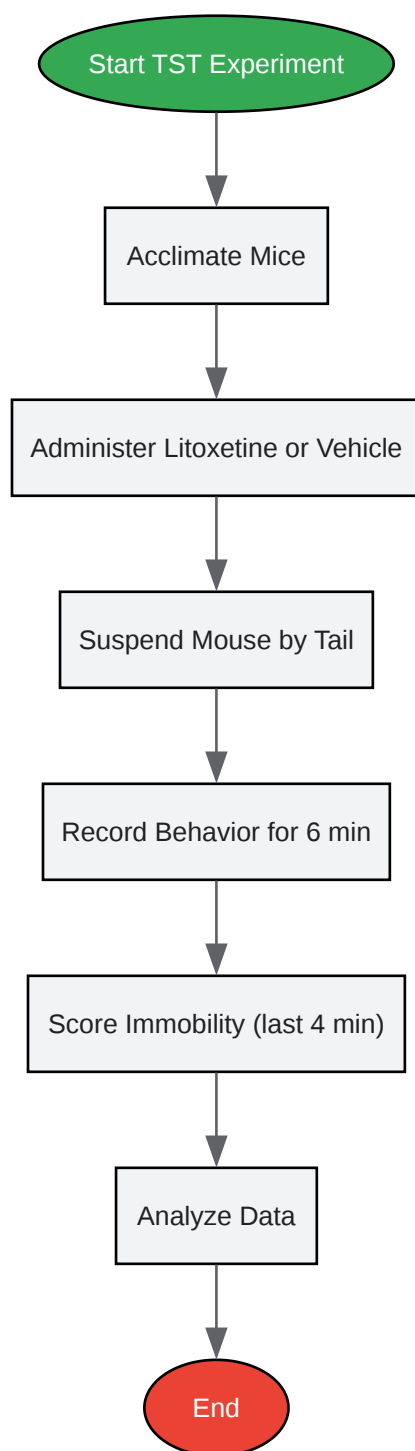 Start TST Experiment
Acclimate Mice
Administer Litoxetine or Vehicle
Suspend Mouse by Tail
Record Behavior for 6 min
Score Immobility (last 4 min)
Analyze Data
End